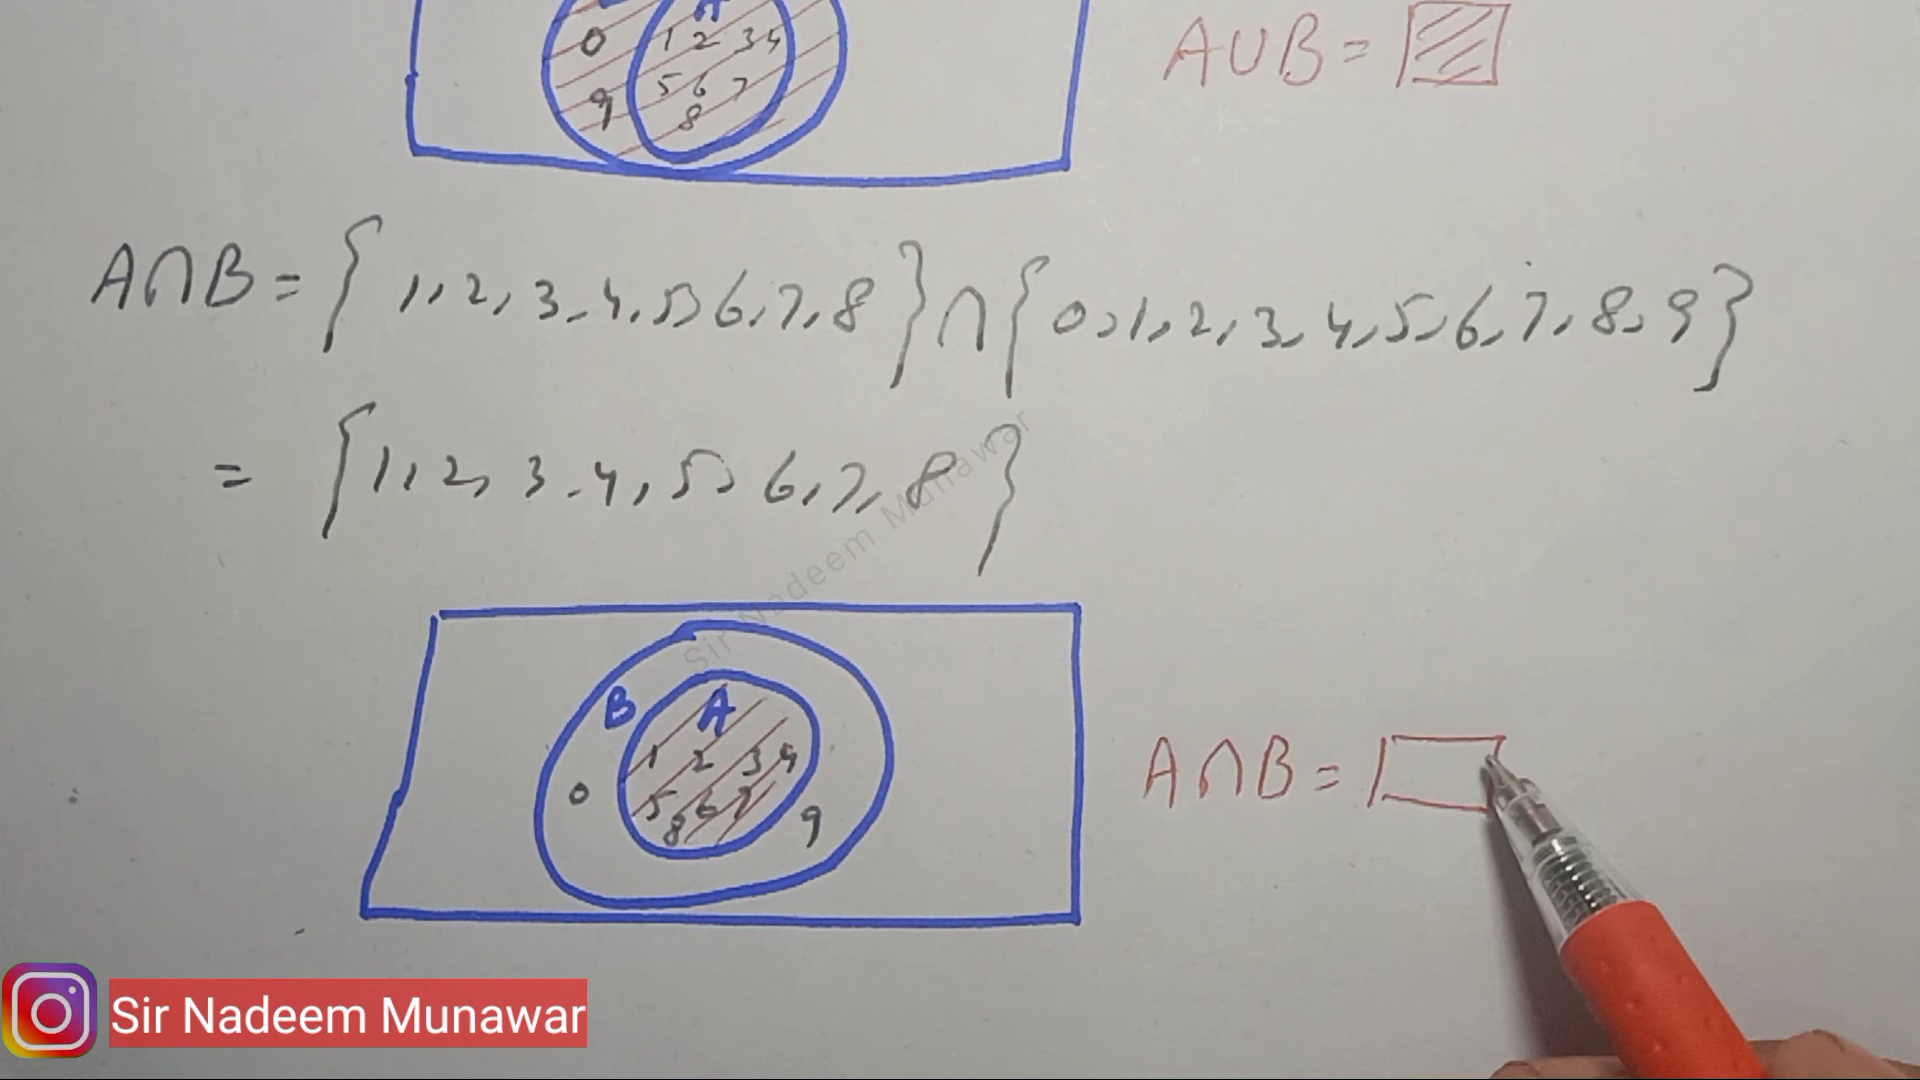 A
0 1 2 3 4
9 5 6 7
8
A∪B =
A∩B = { 1, 2, 3, 4, 5, 6, 7, 8 } ∩ { 0, 1, 2, 3, 4, 5, 6, 7, 8, 9 }
= { 1, 2, 3, 4, 5, 6, 7, 8 }
Sir Nadeem Munawar
B A
1 2 3 4
0 5 6 7 9
8
A∩B =
Sir Nadeem Munawar